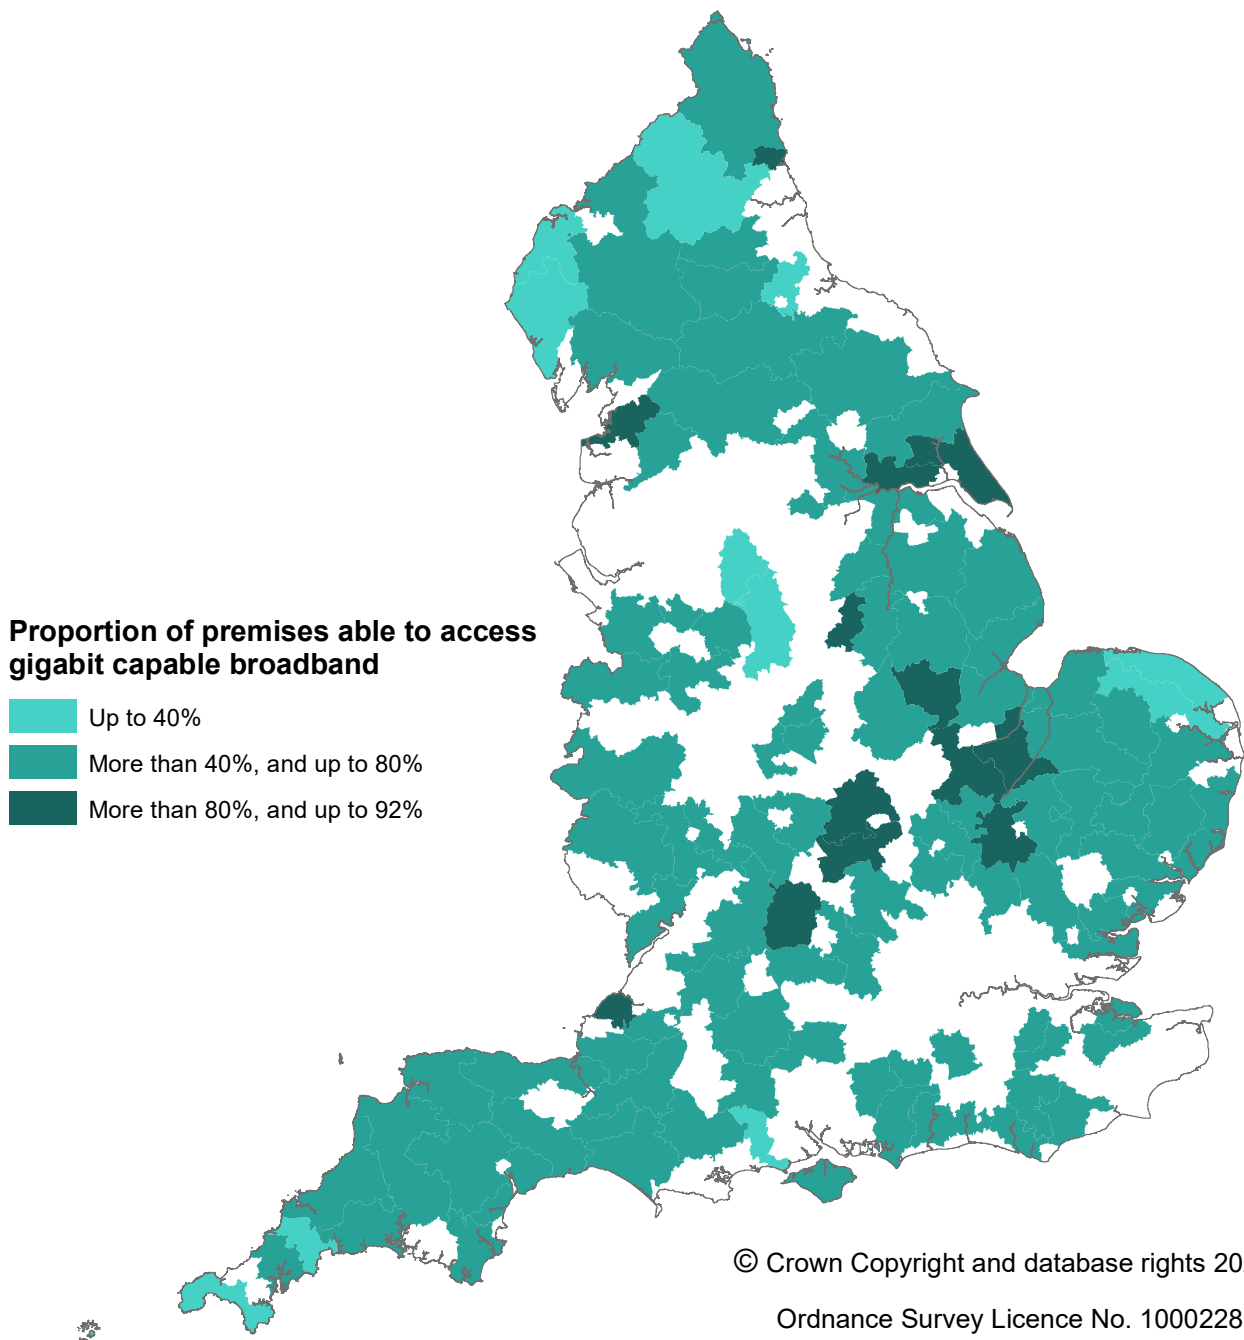 Proportion of premises able to access
gigabit capable broadband
Up to 40%
More than 40%, and up to 80%
More than 80%, and up to 92%
© Crown Copyright and database rights 20
Ordnance Survey Licence No. 1000228